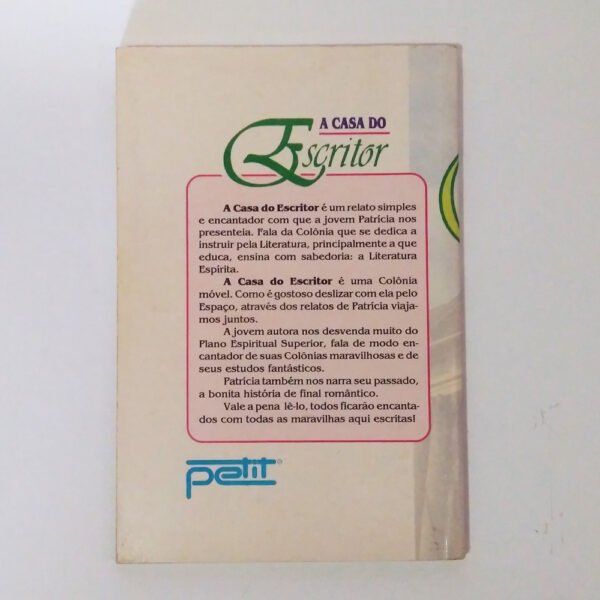 A CASA DO
Escritor
A Casa do Escritor é um relato simples
e encantador com que a jovem Patrícia nos
presenteia. Fala da Colônia que se dedica a
instruir pela Literatura, principalmente a que
educa, ensina com sabedoria: a Literatura
Espírita.
A Casa do Escritor é uma Colônia
móvel. Como é gostoso deslizar com ela pelo
Espaço, através dos relatos de Patrícia viaja-
mos juntos.
A jovem autora nos desvenda muito do
Plano Espiritual Superior, fala de modo en-
cantador de suas Colônias maravilhosas e de
seus estudos fantásticos.
Patrícia também nos narra seu passado,
a bonita história de final romântico.
Vale a pena lê-lo, todos ficarão encanta-
dos com todas as maravilhas aqui escritas!
petit®